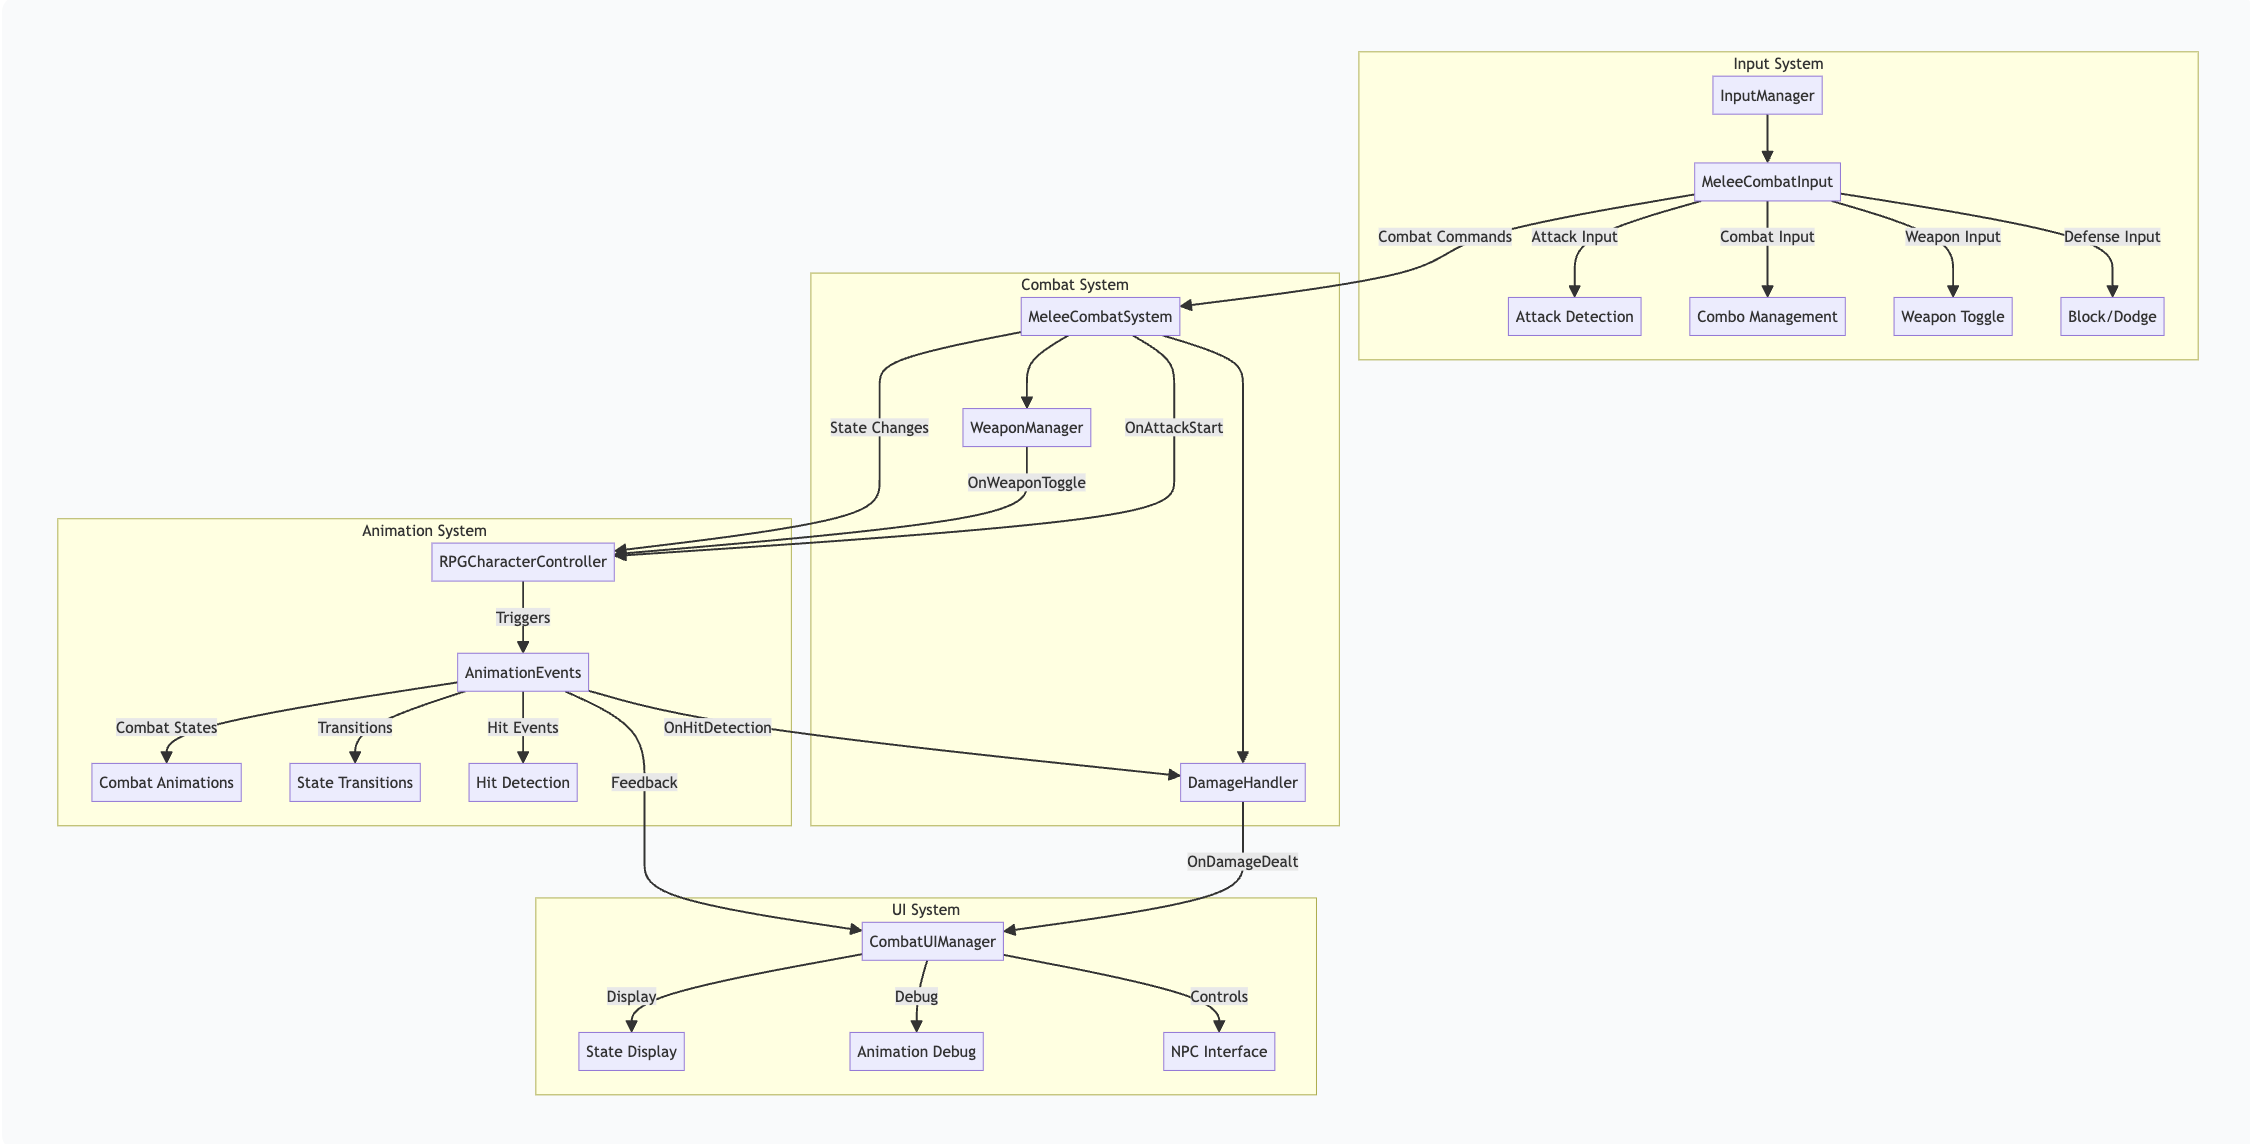 Input System
InputManager
MeleeCombatInput
Combat Commands
Attack Input
Combat Input
Weapon Input
Defense Input
Attack Detection
Combo Management
Weapon Toggle
Block/Dodge
Combat System
MeleeCombatSystem
State Changes
WeaponManager
OnAttackStart
OnWeaponToggle
Animation System
RPGCharacterController
Triggers
AnimationEvents
Combat States
Transitions
Hit Events
OnHitDetection
Combat Animations
State Transitions
Hit Detection
Feedback
DamageHandler
OnDamageDealt
UI System
CombatUIManager
Display
Debug
Controls
State Display
Animation Debug
NPC Interface